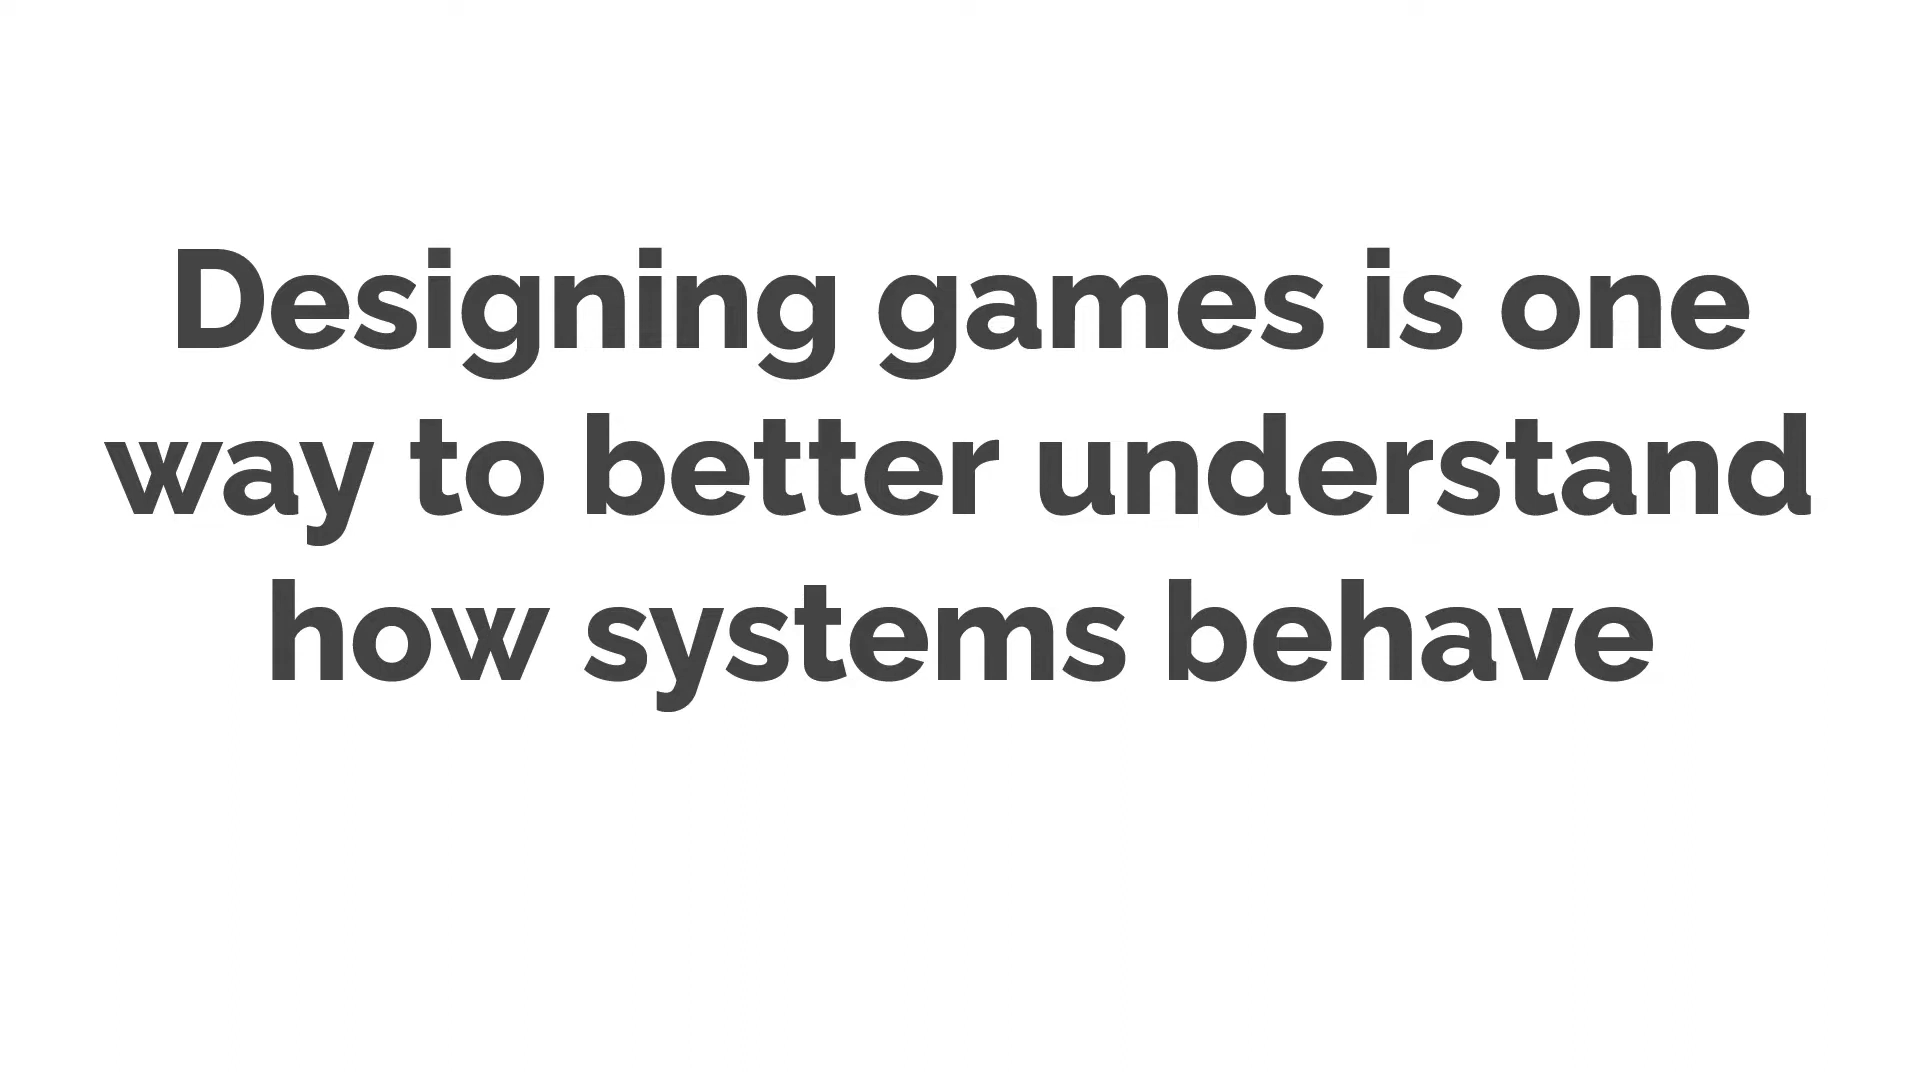 Designing games is one
way to better understand
how systems behave